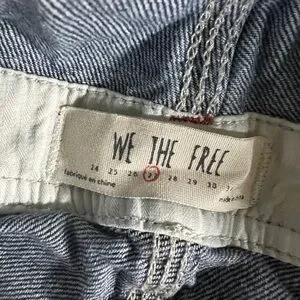 WE THE FREE
24 25 26 27 28 29 30 31
fabriqué en chine